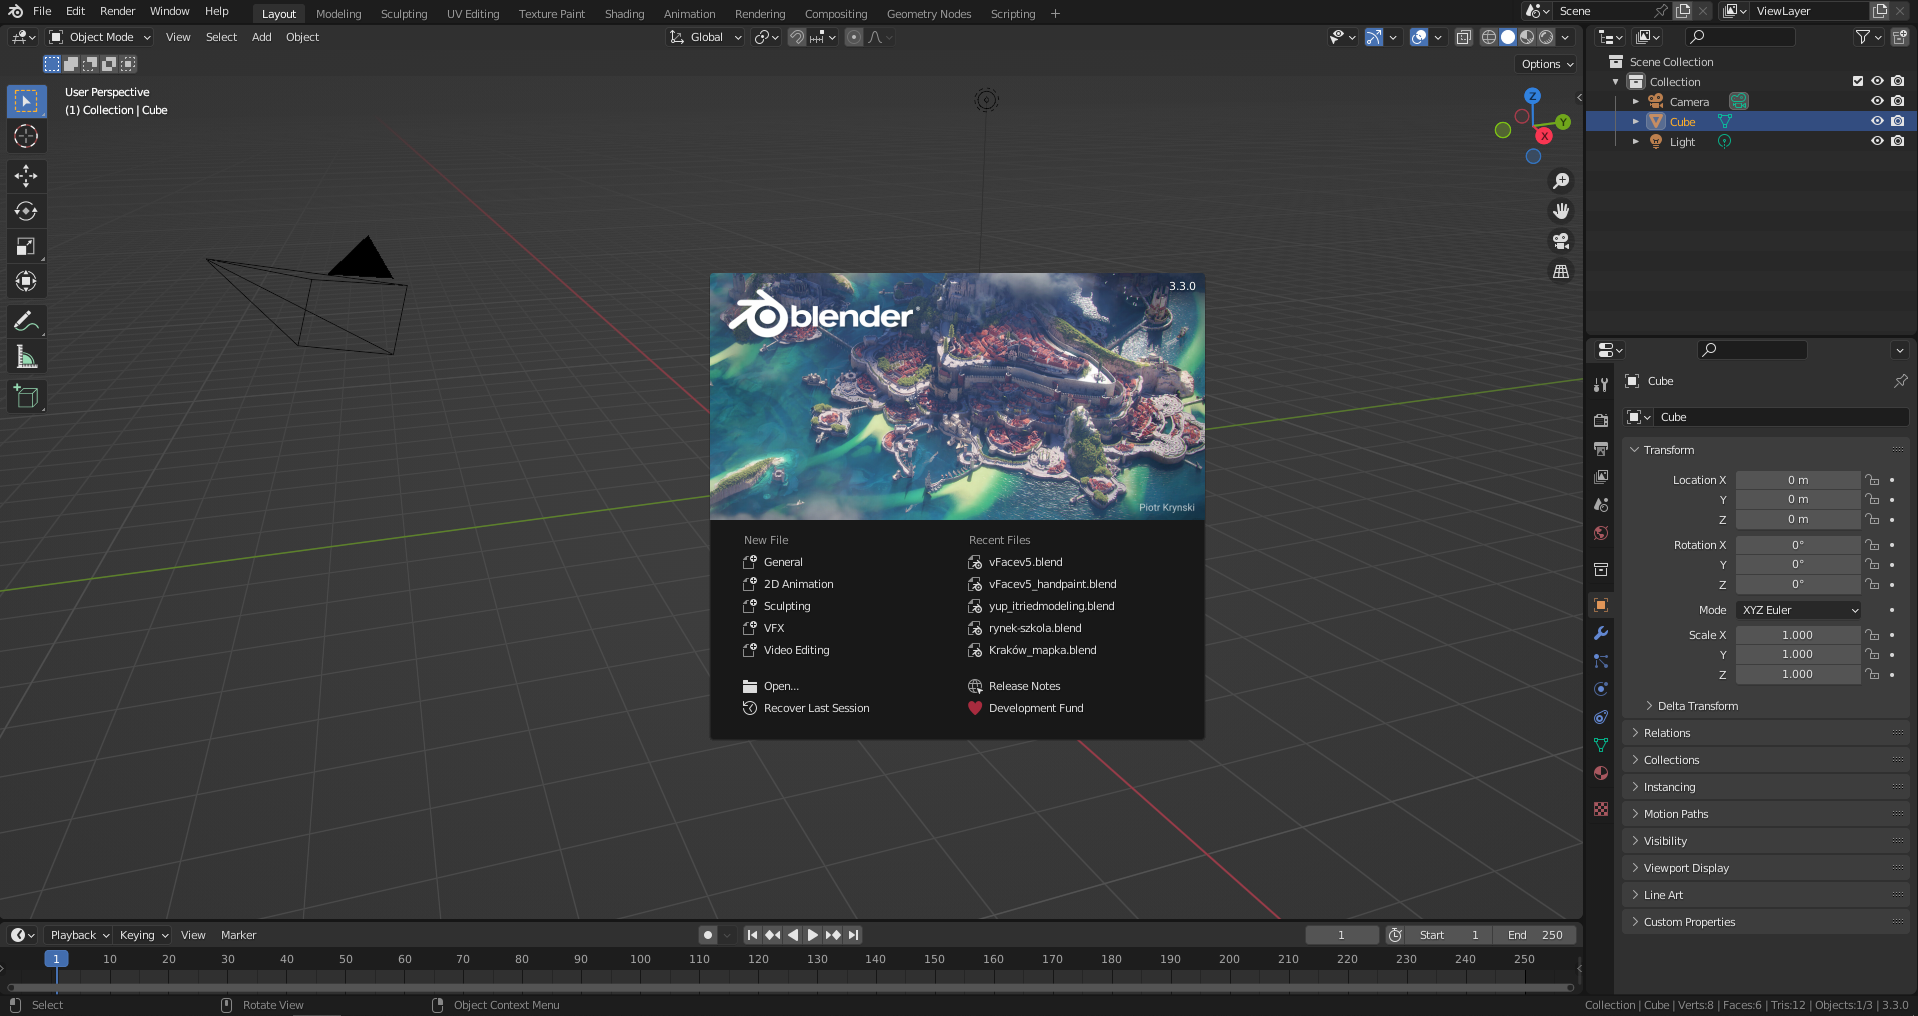 File Edit Render Window Help Layout Modeling Sculpting UV Editing Texture Paint Shading Animation Rendering Compositing Geometry Nodes Scripting + Scene ViewLayer
Object Mode View Select Add Object Global
Options
User Perspective
(1) Collection | Cube
Z
Y
X
Scene Collection
Collection
Camera
Cube
Light
3.3.0
blender
Piotr Krynski
New File
General
2D Animation
Sculpting
VFX
Video Editing
Open...
Recover Last Session
Recent Files
vFacev5.blend
vFacev5_handpaint.blend
yup_itriedmodeling.blend
rynek-szkola.blend
Kraków_mapka.blend
Release Notes
Development Fund
Cube
Cube
Transform
Location X 0 m
Y 0 m
Z 0 m
Rotation X 0°
Y 0°
Z 0°
Mode XYZ Euler
Scale X 1.000
Y 1.000
Z 1.000
Delta Transform
Relations
Collections
Instancing
Motion Paths
Visibility
Viewport Display
Line Art
Custom Properties
Playback Keying View Marker 1 Start 1 End 250
1 10 20 30 40 50 60 70 80 90 100 110 120 130 140 150 160 170 180 190 200 210 220 230 240 250
Select Rotate View Object Context Menu Collection | Cube | Verts:8 | Faces:6 | Tris:12 | Objects:1/3 | 3.3.0